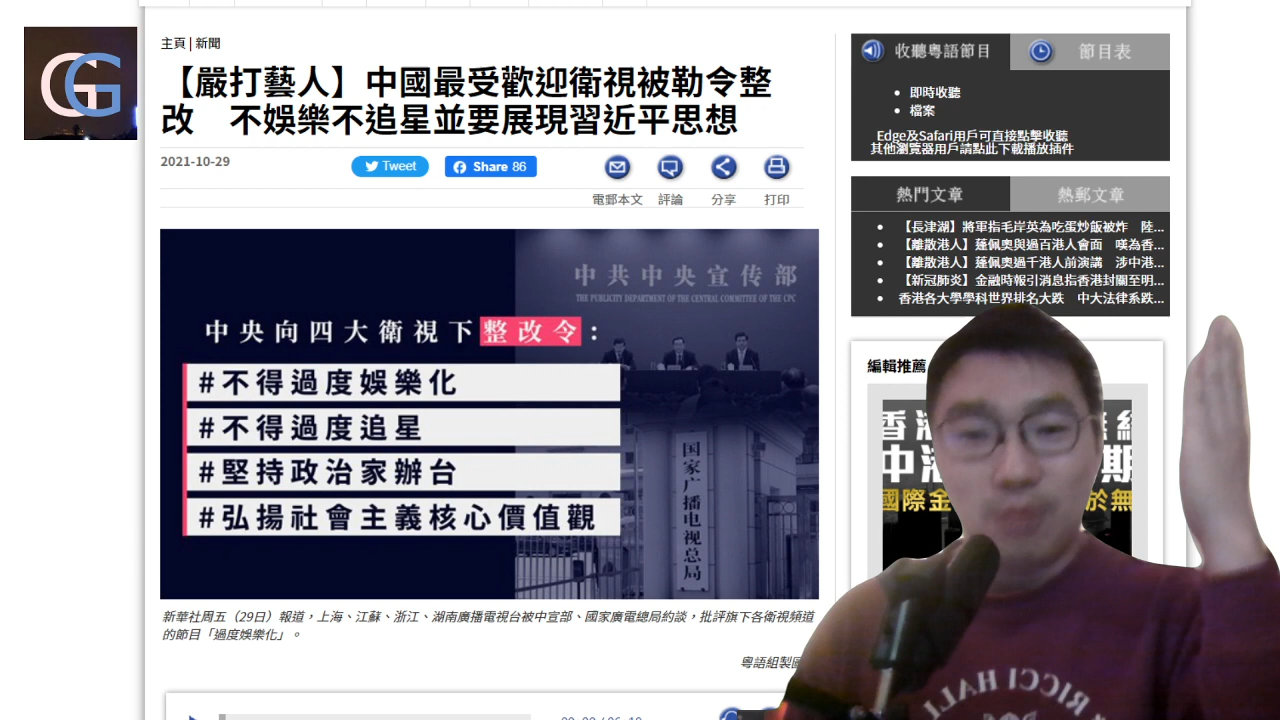 GG
主頁 | 新聞
【嚴打藝人】中國最受歡迎衛視被勒令整
改　不娛樂不追星並要展現習近平思想
2021-10-29
Tweet
Share 86
電郵本文
評論
分享
打印
中共中央宣传部
THE PUBLICITY DEPARTMENT OF THE CENTRAL COMMITTEE OF THE CPC
中央向四大衛視下整改令：
#不得過度娛樂化
#不得過度追星
#堅持政治家辦台
#弘揚社會主義核心價值觀
国家广播电视总局
新華社周五（29日）報道，上海、江蘇、浙江、湖南廣播電視台被中宣部、國家廣電總局約談，批評旗下各衛視頻道
的節目「過度娛樂化」。
粵語組製圖
收聽粵語節目
節目表
即時收聽
檔案
Edge及Safari用戶可直接點擊收聽
其他瀏覽器用戶請點此下載播放插件
熱門文章
熱郵文章
【長津湖】將軍指毛岸英為吃蛋炒飯被炸　陸...
【離散港人】蓬佩奧與過百港人會面　嘆為香...
【離散港人】蓬佩奧過千港人前演講　涉中港...
【新冠肺炎】金融時報引消息指香港封關至明...
香港各大學學科世界排名大跌　中大法律系跌...
編輯推薦
香港
中
期
國際金
於無
RICCI HALL